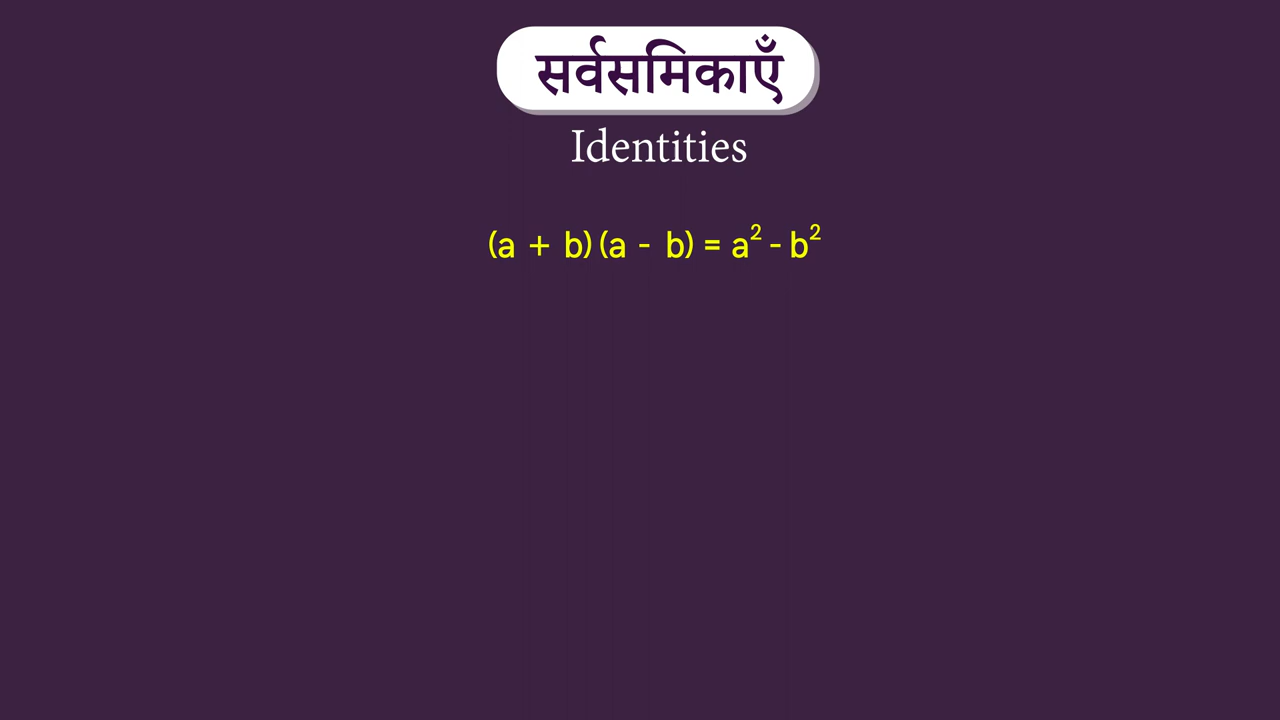 सर्वसमिकाएँ
Identities
(a + b)(a - b) = a² - b²